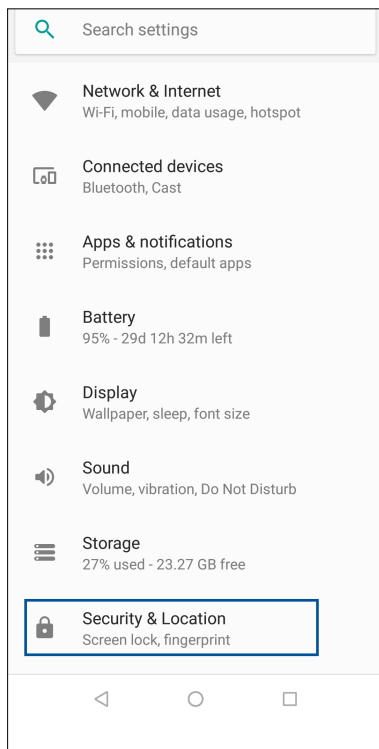 Search settings
Network & Internet
Wi-Fi, mobile, data usage, hotspot
Connected devices
Bluetooth, Cast
Apps & notifications
Permissions, default apps
Battery
95% - 29d 12h 32m left
Display
Wallpaper, sleep, font size
Sound
Volume, vibration, Do Not Disturb
Storage
27% used - 23.27 GB free
Security & Location
Screen lock, fingerprint